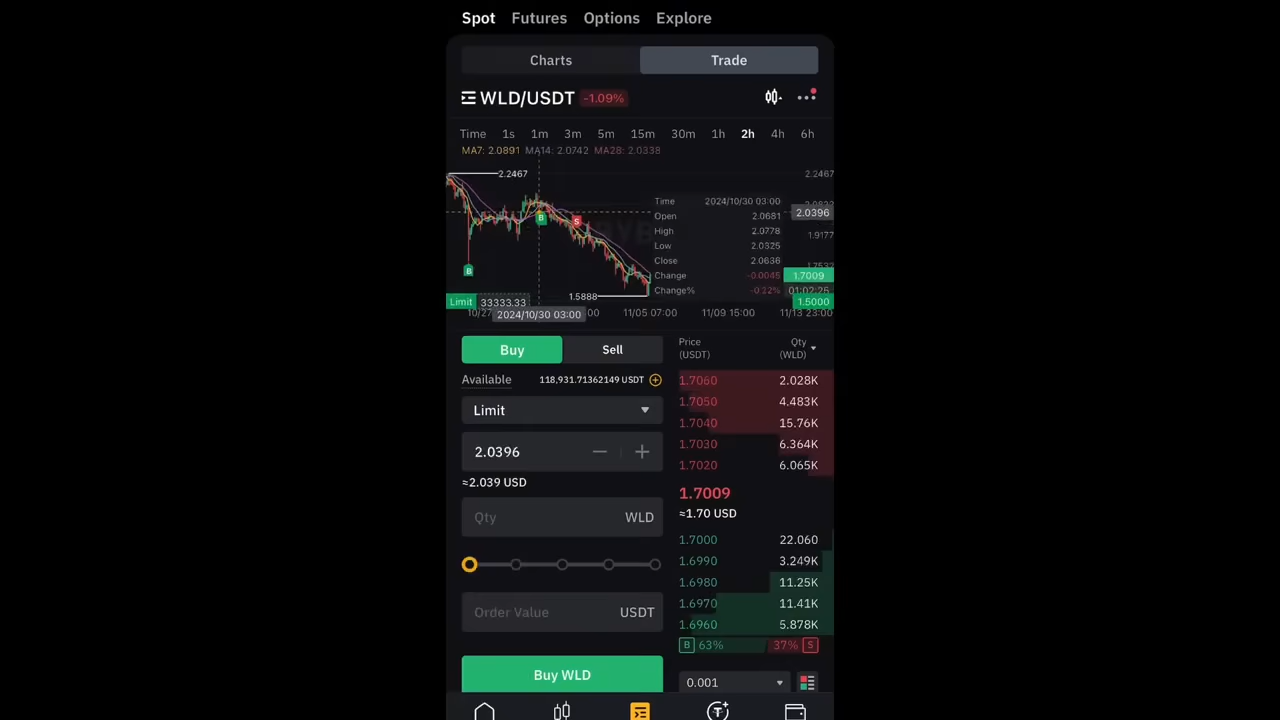 Spot Futures Options Explore
Charts Trade
WLD/USDT -1.09%
Time 1s 1m 3m 5m 15m 30m 1h 2h 4h 6h
MA7: 2.0891 MA14: 2.0742 MA28: 2.0338
2.2467 2.2467
Time 2024/10/30 03:00
Open 2.0681
High 2.0778
Low 2.0325
Close 2.0636
Change -0.0045
Change% -0.22%
2.0396
1.9177
1.7009
01:02:25
1.5000
B
S
B
1.5888
Limit 33333.33
10/27 2024/10/30 03:00 :00 11/05 07:00 11/09 15:00 11/13 23:00
Buy Sell
Available 118,931.71362149 USDT
Limit
2.0396
≈2.039 USD
Qty WLD
Order Value USDT
Buy WLD
Price Qty
(USDT) (WLD)
1.7060 2.028K
1.7050 4.483K
1.7040 15.76K
1.7030 6.364K
1.7020 6.065K
1.7009
≈1.70 USD
1.7000 22.060
1.6990 3.249K
1.6980 11.25K
1.6970 11.41K
1.6960 5.878K
B 63% 37% S
0.001